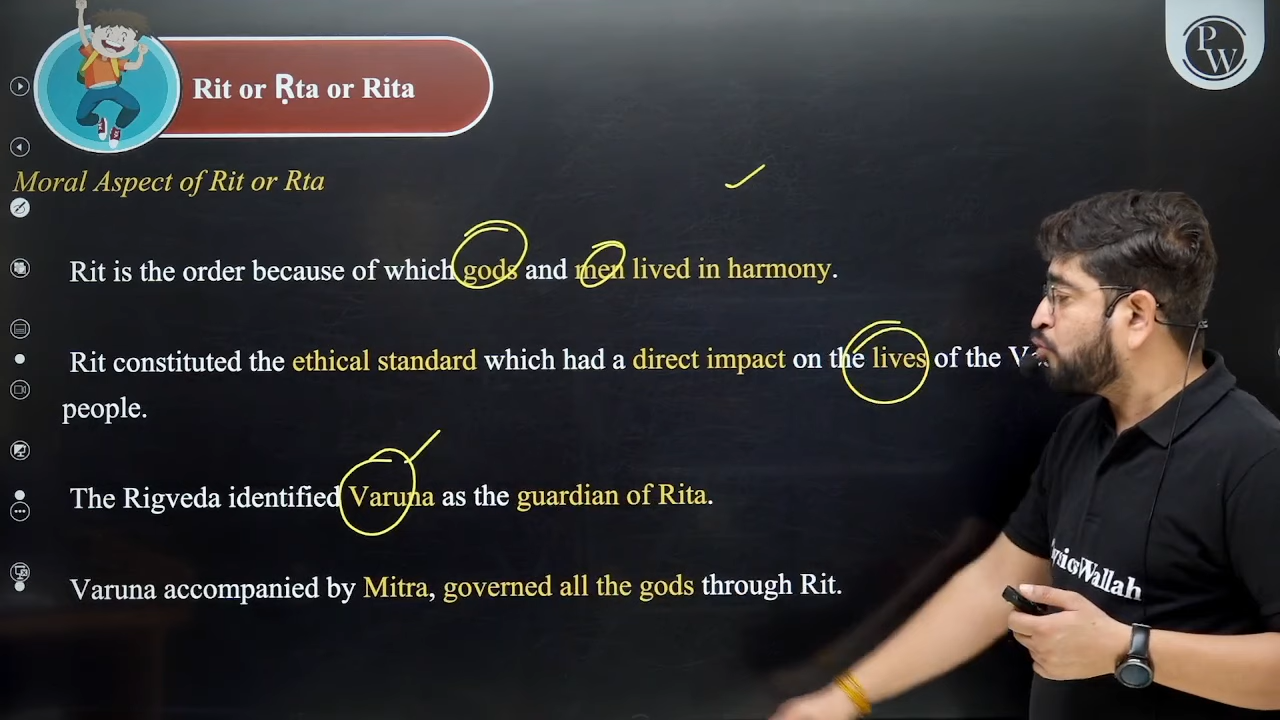 Rit or Ṛta or Rita
P
W
Moral Aspect of Rit or Rta
Rit is the order because of which gods and men lived in harmony.
Rit constituted the ethical standard which had a direct impact on the lives of the
people.
The Rigveda identified Varuna as the guardian of Rita.
Varuna accompanied by Mitra, governed all the gods through Rit.
Wallah